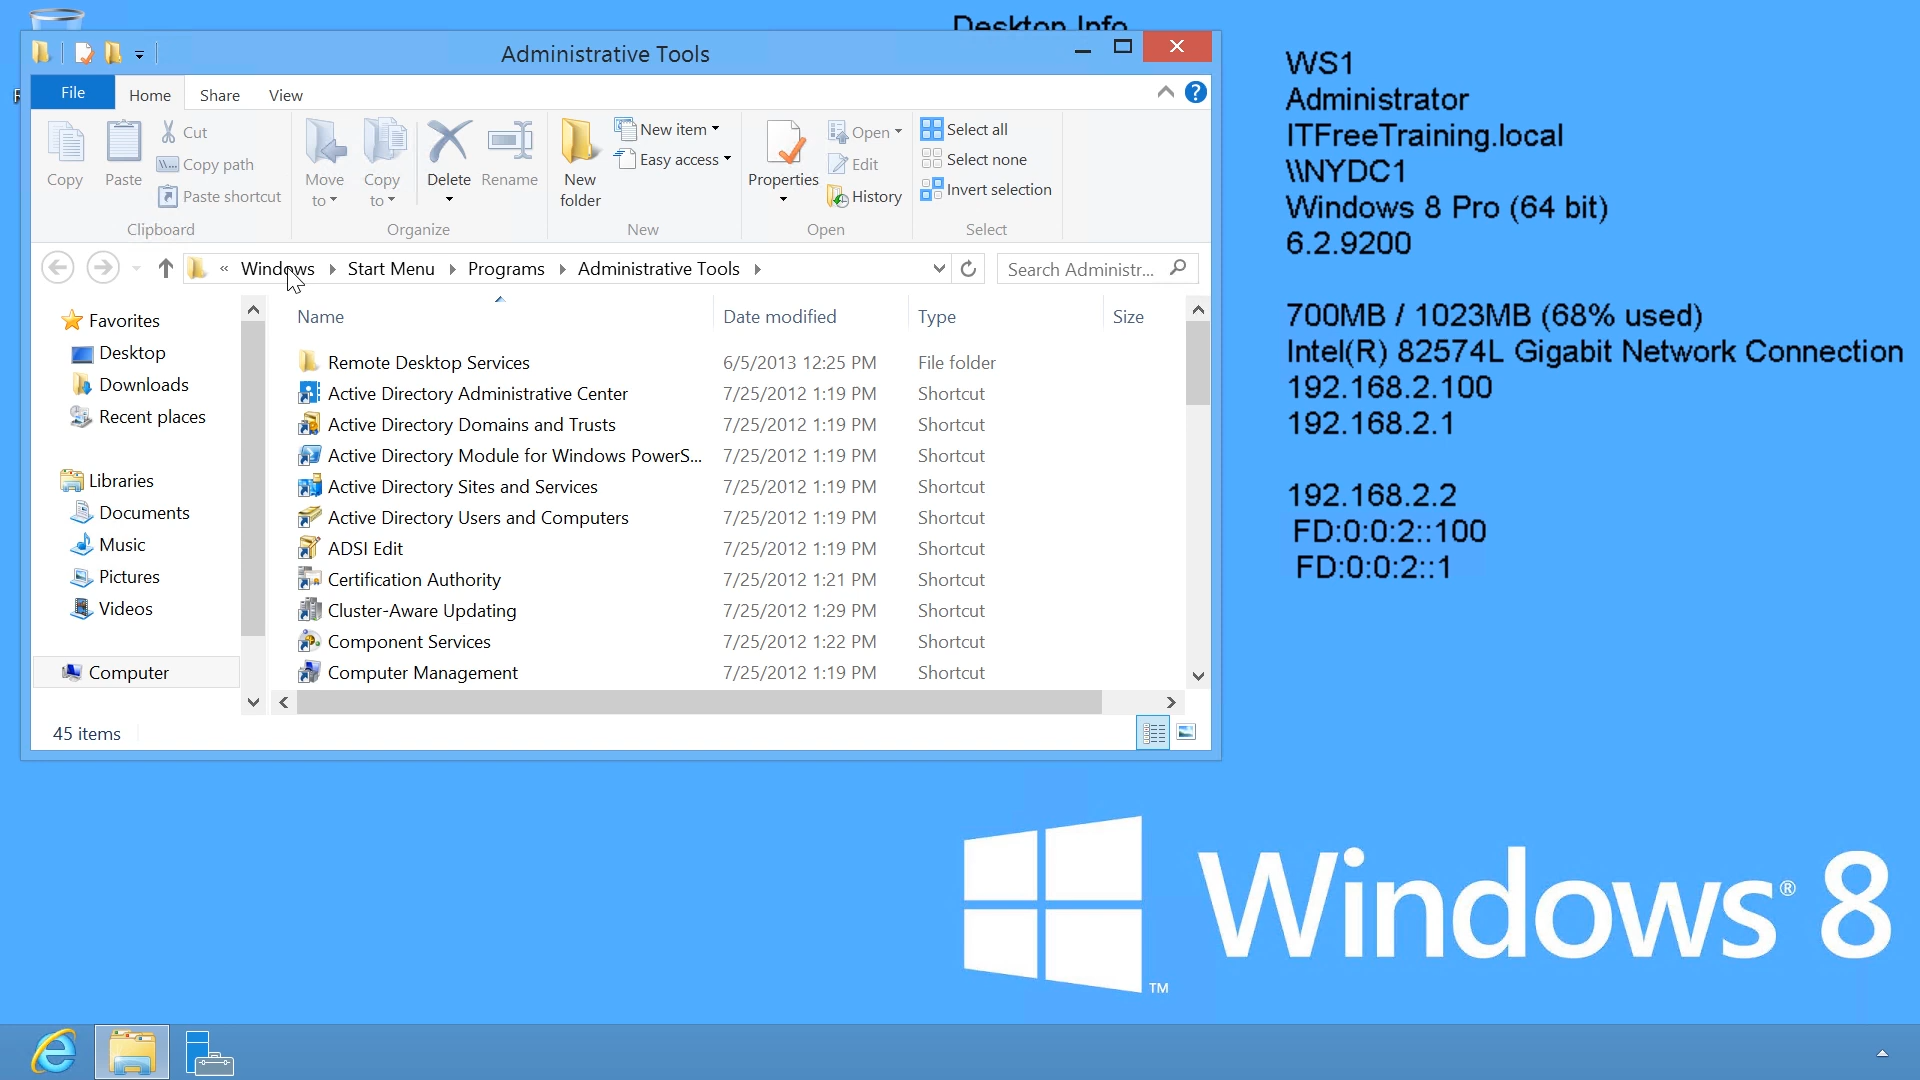 Desktop Info
Administrative Tools
File
Home
Share
View
Copy
Paste
Cut
Copy path
Paste shortcut
Clipboard
Move to
Copy to
Delete
Rename
Organize
New folder
New item
Easy access
New
Properties
Open
Edit
History
Open
Select all
Select none
Invert selection
Select
« Windows Start Menu Programs Administrative Tools
Search Administr...
Favorites
Desktop
Downloads
Recent places
Libraries
Documents
Music
Pictures
Videos
Computer
Name Date modified Type Size
Remote Desktop Services 6/5/2013 12:25 PM File folder
Active Directory Administrative Center 7/25/2012 1:19 PM Shortcut
Active Directory Domains and Trusts 7/25/2012 1:19 PM Shortcut
Active Directory Module for Windows PowerS... 7/25/2012 1:19 PM Shortcut
Active Directory Sites and Services 7/25/2012 1:19 PM Shortcut
Active Directory Users and Computers 7/25/2012 1:19 PM Shortcut
ADSI Edit 7/25/2012 1:19 PM Shortcut
Certification Authority 7/25/2012 1:21 PM Shortcut
Cluster-Aware Updating 7/25/2012 1:29 PM Shortcut
Component Services 7/25/2012 1:22 PM Shortcut
Computer Management 7/25/2012 1:19 PM Shortcut
45 items
WS1
Administrator
ITFreeTraining.local
\\NYDC1
Windows 8 Pro (64 bit)
6.2.9200
700MB / 1023MB (68% used)
Intel(R) 82574L Gigabit Network Connection
192.168.2.100
192.168.2.1
192.168.2.2
FD:0:0:2::100
FD:0:0:2::1
Windows® 8
TM